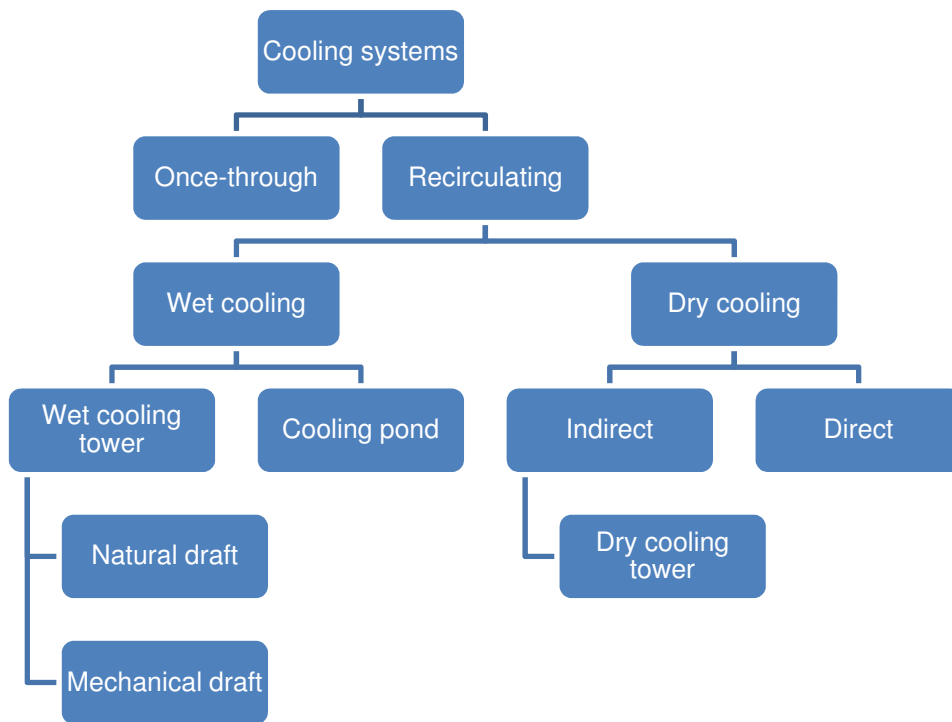 Cooling systems
Once-through
Recirculating
Wet cooling
Dry cooling
Wet cooling
tower
Cooling pond
Indirect
Direct
Natural draft
Dry cooling
tower
Mechanical draft